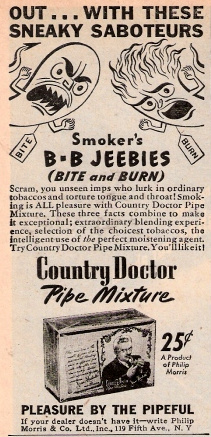 OUT...WITH THESE
SNEAKY SABOTEURS
BITE
BURN
Smoker's
B-B JEEBIES
(BITE and BURN)
Scram, you unseen imps who lurk in ordinary
tobaccos and torture tongue and throat! Smok-
ing is ALL pleasure with Country Doctor Pipe
Mixture. These three facts combine to make
it exceptional; extraordinary blending experi-
ence, selection of the choicest tobaccos, the
intelligent use of the perfect moistening agent.
Try Country Doctor Pipe Mixture. You'll like it!
Country Doctor
Pipe Mixture
25¢
A Product
of Philip
Morris
PLEASURE BY THE PIPEFUL
If your dealer doesn't have it—write Philip
Morris & Co. Ltd., Inc., 119 Fifth Ave., N. Y